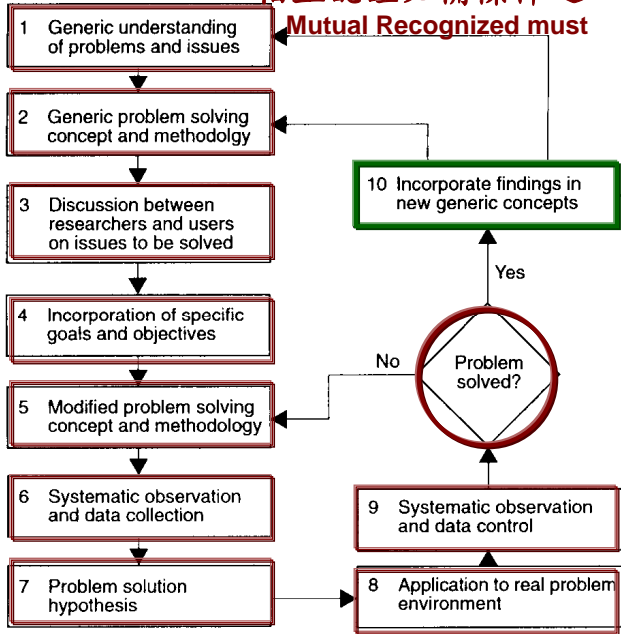 Mutual Recognized must
1 Generic understanding
of problems and issues
2 Generic problem solving
concept and methodolgy
3 Discussion between
researchers and users
on issues to be solved
4 Incorporation of specific
goals and objectives
5 Modified problem solving
concept and methodology
6 Systematic observation
and data collection
7 Problem solution
hypothesis
8 Application to real problem
environment
9 Systematic observation
and data control
Problem
solved?
No
Yes
10 Incorporate findings in
new generic concepts